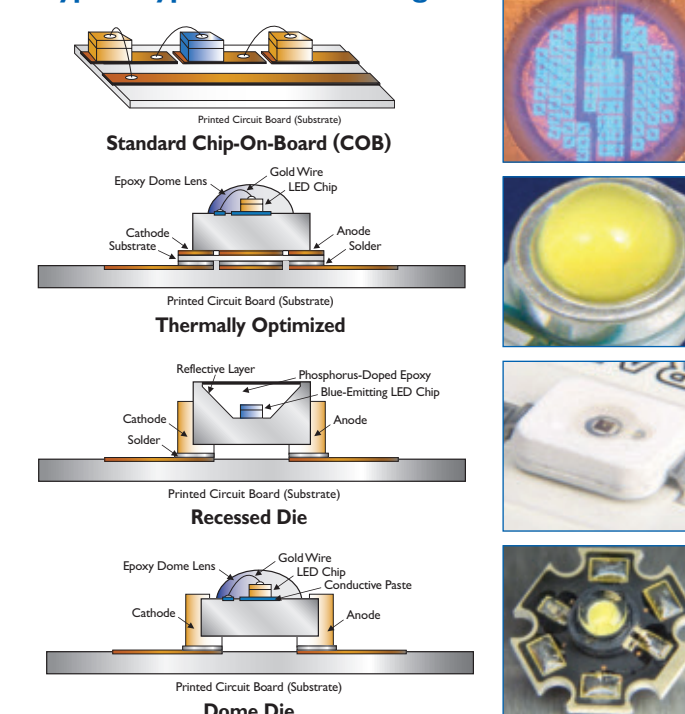 Printed Circuit Board (Substrate)
Standard Chip-On-Board (COB)
Gold Wire
Epoxy Dome Lens
LED Chip
Cathode
Anode
Substrate
Solder
Printed Circuit Board (Substrate)
Thermally Optimized
Reflective Layer
Phosphorus-Doped Epoxy
Blue-Emitting LED Chip
Cathode
Anode
Solder
Printed Circuit Board (Substrate)
Recessed Die
Gold Wire
Epoxy Dome Lens
LED Chip
Conductive Paste
Cathode
Anode
Printed Circuit Board (Substrate)
Dome Die